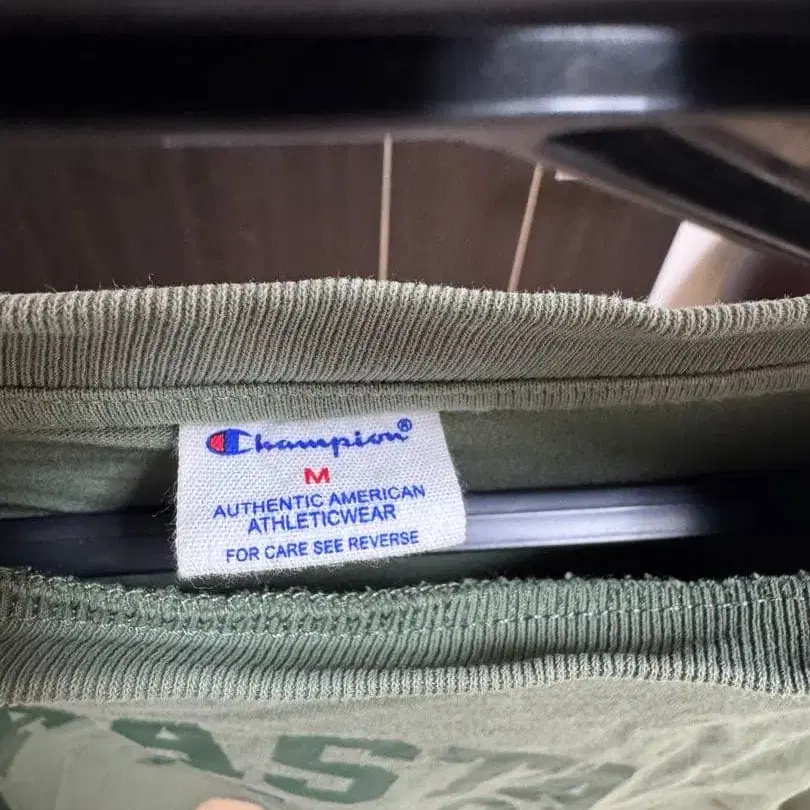 Champion®
M
AUTHENTIC AMERICAN
ATHLETICWEAR
FOR CARE SEE REVERSE